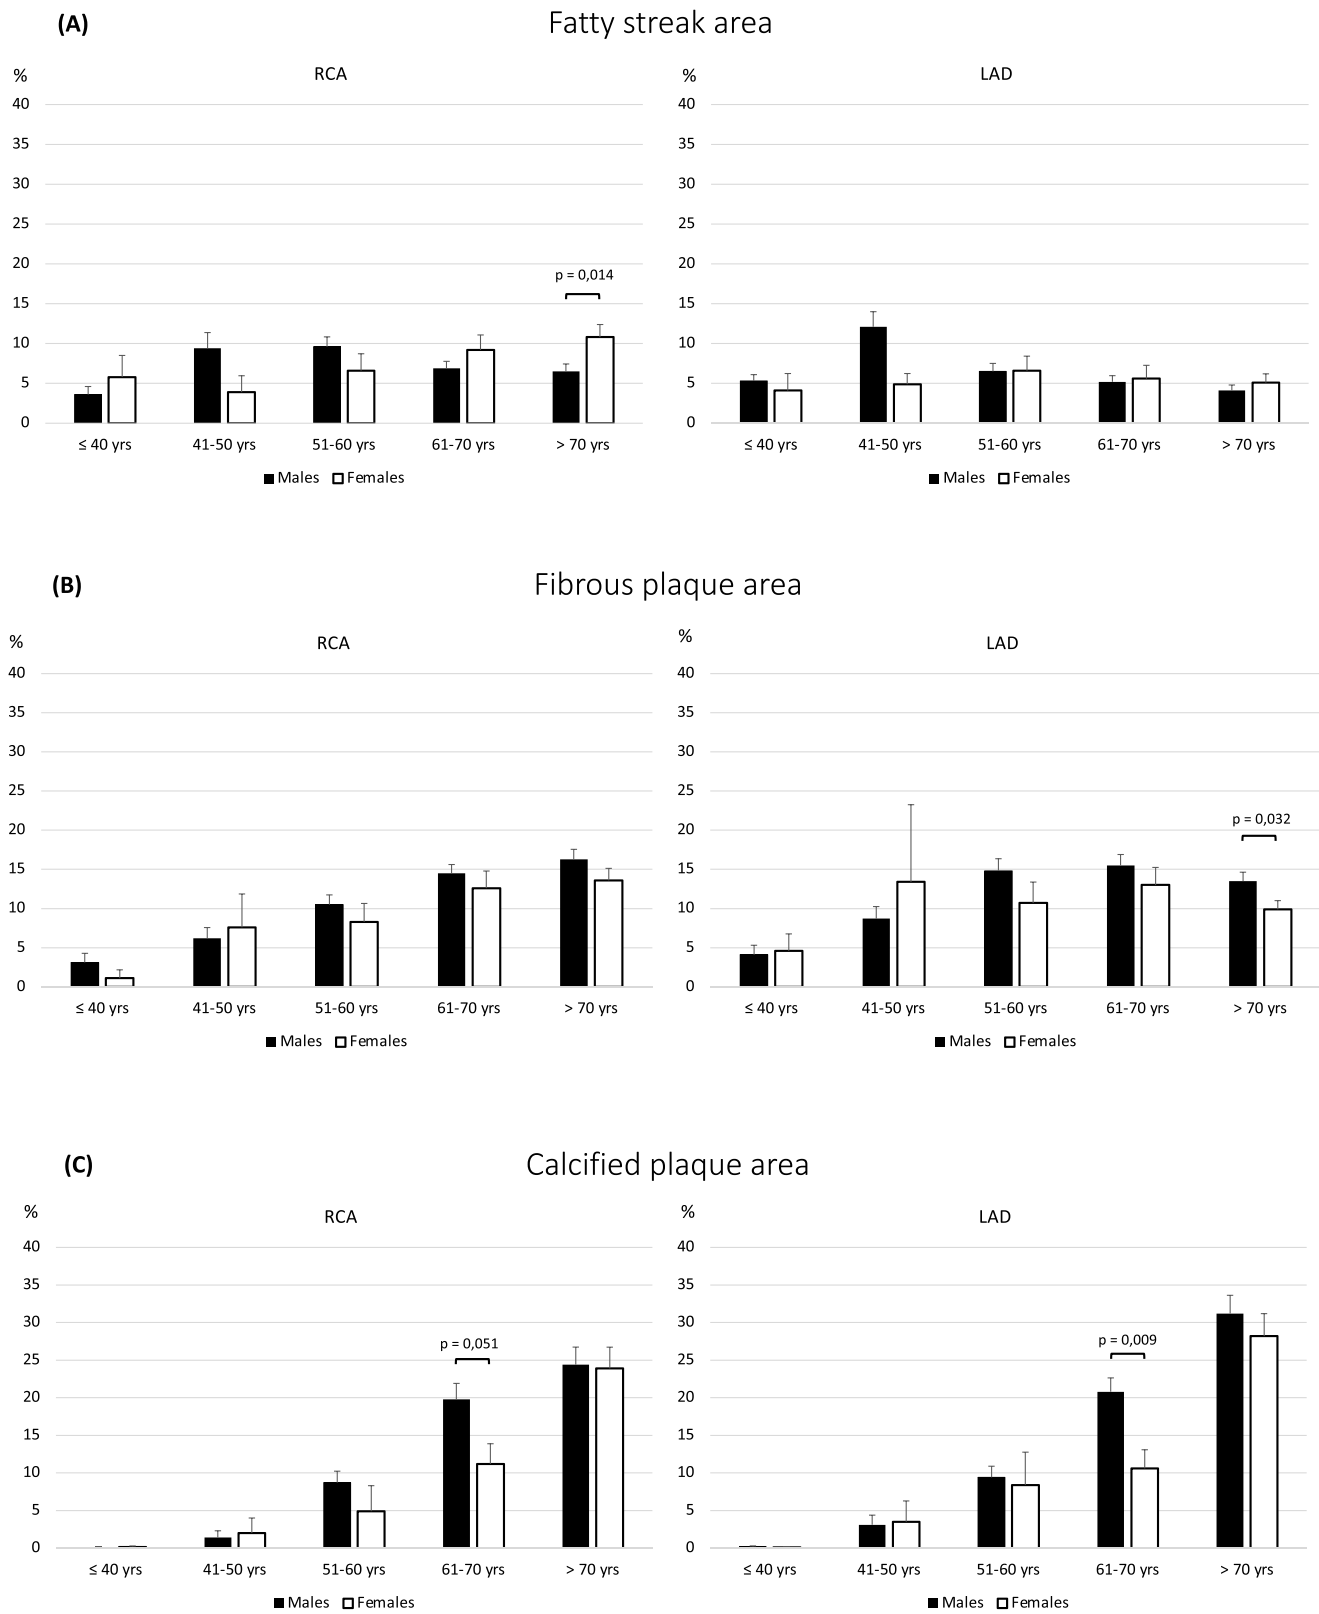 (A) Fatty streak area
% RCA
40
35
30
25
20
15
10
5
0
p = 0,014
≤ 40 yrs 41-50 yrs 51-60 yrs 61-70 yrs > 70 yrs
Males Females
% LAD
40
35
30
25
20
15
10
5
0
≤ 40 yrs 41-50 yrs 51-60 yrs 61-70 yrs > 70 yrs
Males Females
(B) Fibrous plaque area
% RCA
40
35
30
25
20
15
10
5
0
≤ 40 yrs 41-50 yrs 51-60 yrs 61-70 yrs > 70 yrs
Males Females
% LAD
40
35
30
25
20
15
10
5
0
p = 0,032
≤ 40 yrs 41-50 yrs 51-60 yrs 61-70 yrs > 70 yrs
Males Females
(C) Calcified plaque area
% RCA
40
35
30
25
20
15
10
5
0
p = 0,051
≤ 40 yrs 41-50 yrs 51-60 yrs 61-70 yrs > 70 yrs
Males Females
% LAD
40
35
30
25
20
15
10
5
0
p = 0,009
≤ 40 yrs 41-50 yrs 51-60 yrs 61-70 yrs > 70 yrs
Males Females